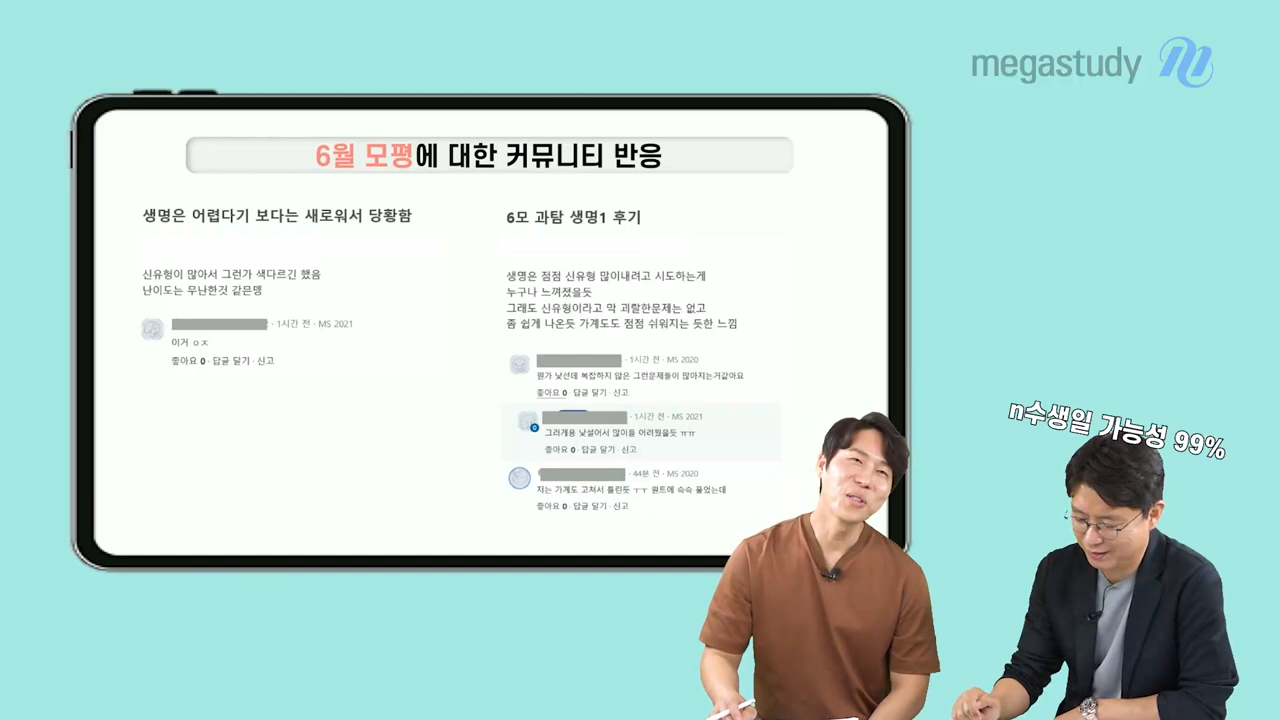 megastudy
6월 모평에 대한 커뮤니티 반응
생명은 어렵다기 보다는 새로워서 당황함
신유형이 많아서 그런가 색다르긴 했음
난이도는 무난한것 같믄뎅
· 1시간 전 · MS 2021
이거 ㅇㅈ
좋아요 0 · 답글 달기 · 신고
6모 과탐 생명1 후기
생명은 점점 신유형 많이내려고 시도하는게
누구나 느껴졌을듯
그래도 신유형이라고 막 괴랄한문제는 없고
좀 쉽게 나온듯 가계도도 점점 쉬워지는 듯한 느낌
· 1시간 전 · MS 2020
뭔가 낯선데 복잡하지 않은 그런문제들이 많아지는거같아요
좋아요 0 · 답글 달기 · 신고
· 1시간 전 · MS 2021
그러게용 낯설어서 많이들 어려웠을듯 ㅠㅠ
좋아요 0 · 답글 달기 · 신고
· 44분 전 · MS 2020
저는 가계도 고쳐서 틀린듯 ㅜㅜ 원트에 슥슥 풀었는데
좋아요 0 · 답글 달기 · 신고
n수생일 가능성 99%